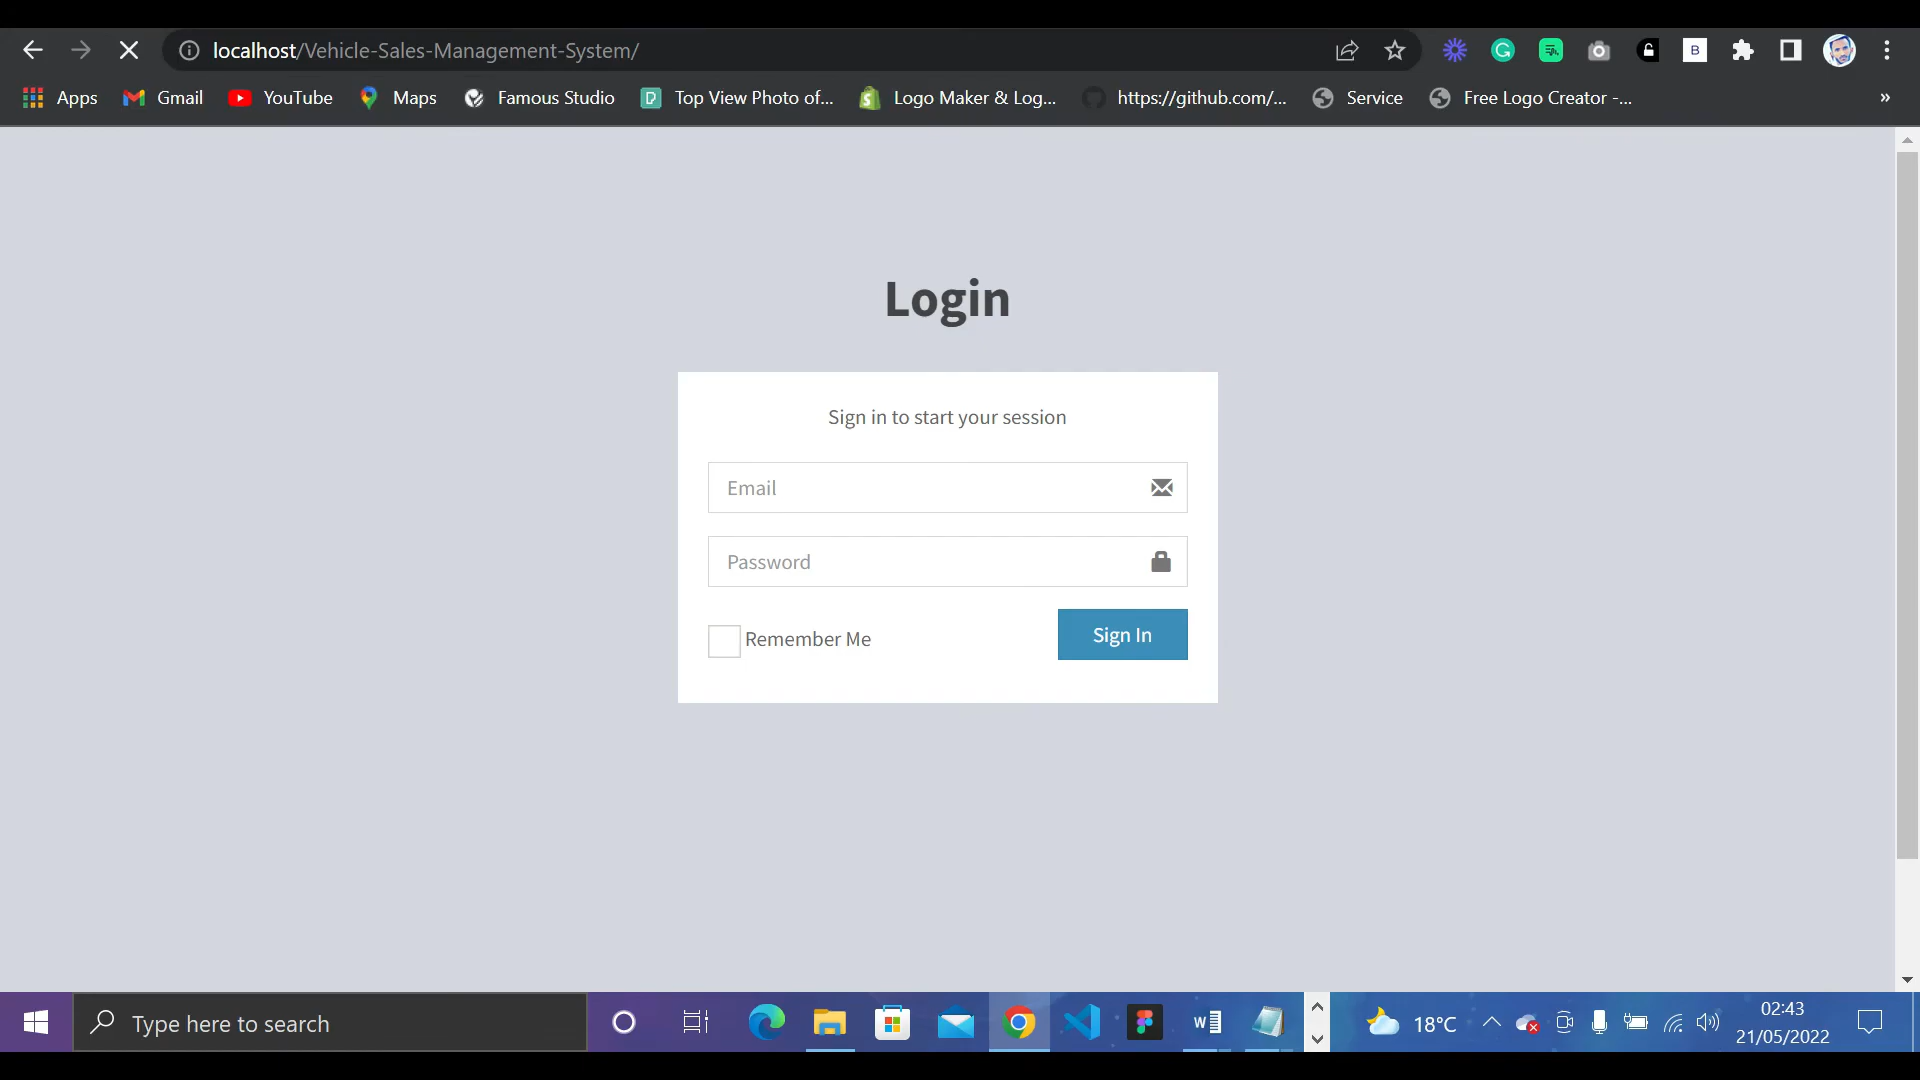 localhost/Vehicle-Sales-Management-System/
Apps Gmail YouTube Maps Famous Studio Top View Photo of... Logo Maker & Log... https://github.com/... Service Free Logo Creator -... »
Login
Sign in to start your session
Email
Password
Remember Me
Sign In
Type here to search
18°C
02:43
21/05/2022